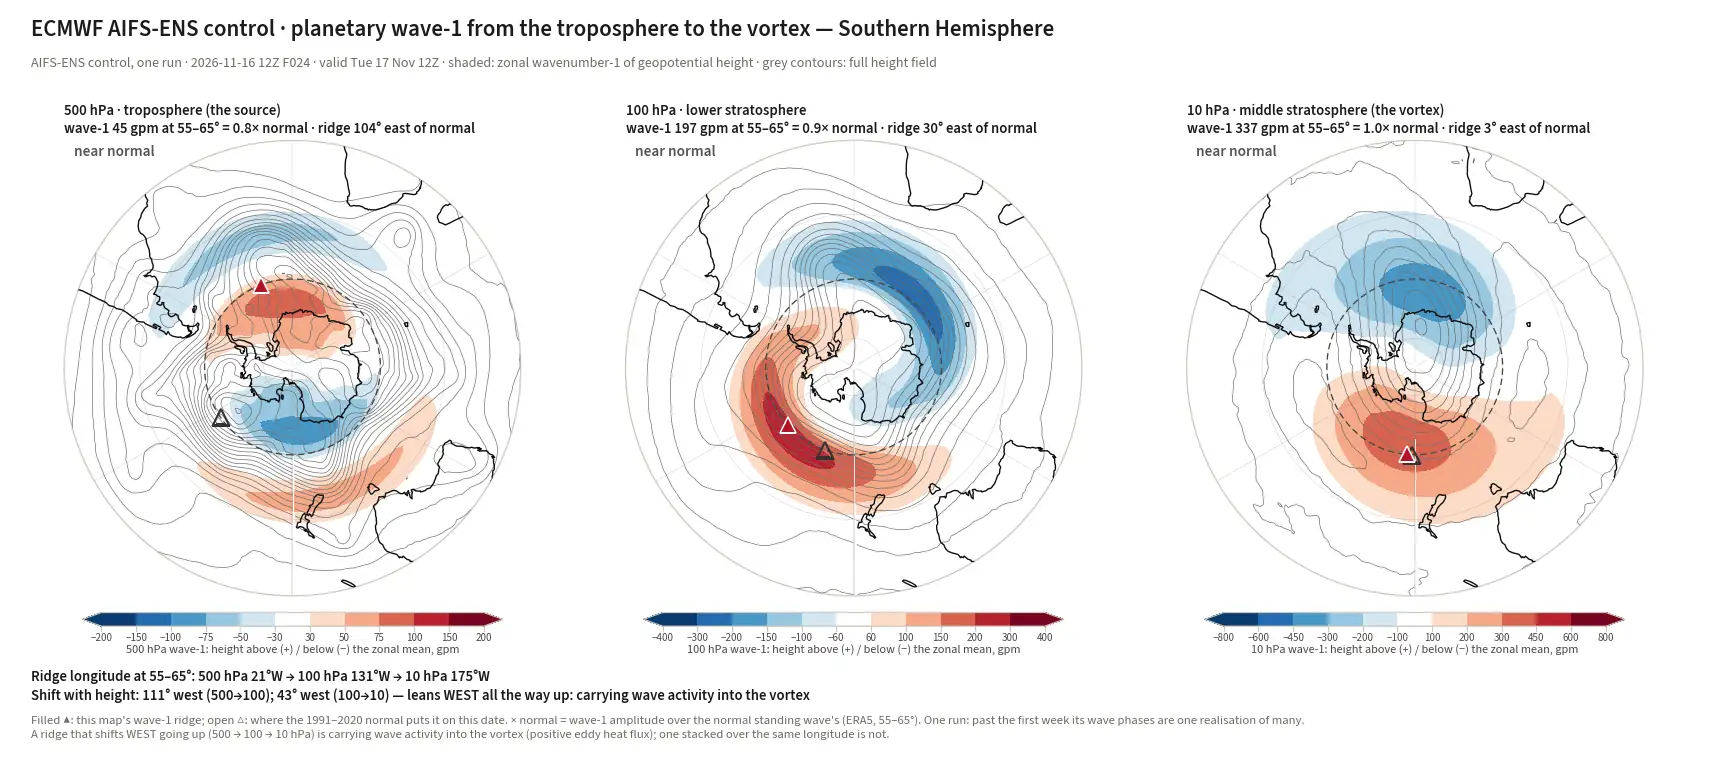 ECMWF AIFS-ENS control · planetary wave-1 from the troposphere to the vortex — Southern Hemisphere
AIFS-ENS control, one run · 2026-11-16 12Z F024 · valid Tue 17 Nov 12Z · shaded: zonal wavenumber-1 of geopotential height · grey contours: full height field
500 hPa · troposphere (the source)
wave-1 45 gpm at 55–65° = 0.8× normal · ridge 104° east of normal
near normal
100 hPa · lower stratosphere
wave-1 197 gpm at 55–65° = 0.9× normal · ridge 30° east of normal
near normal
10 hPa · middle stratosphere (the vortex)
wave-1 337 gpm at 55–65° = 1.0× normal · ridge 3° east of normal
near normal
−200 −150 −100 −75 −50 −30 30 50 75 100 150 200
500 hPa wave-1: height above (+) / below (−) the zonal mean, gpm
−400 −300 −200 −150 −100 −60 60 100 150 200 300 400
100 hPa wave-1: height above (+) / below (−) the zonal mean, gpm
−800 −600 −450 −300 −200 −100 100 200 300 450 600 800
10 hPa wave-1: height above (+) / below (−) the zonal mean, gpm
Ridge longitude at 55–65°: 500 hPa 21°W → 100 hPa 131°W → 10 hPa 175°W
Shift with height: 111° west (500→100); 43° west (100→10) — leans WEST all the way up: carrying wave activity into the vortex
Filled ▲: this map's wave-1 ridge; open △: where the 1991–2020 normal puts it on this date. × normal = wave-1 amplitude over the normal standing wave's (ERA5, 55–65°). One run: past the first week its wave phases are one realisation of many.
A ridge that shifts WEST going up (500 → 100 → 10 hPa) is carrying wave activity into the vortex (positive eddy heat flux); one stacked over the same longitude is not.